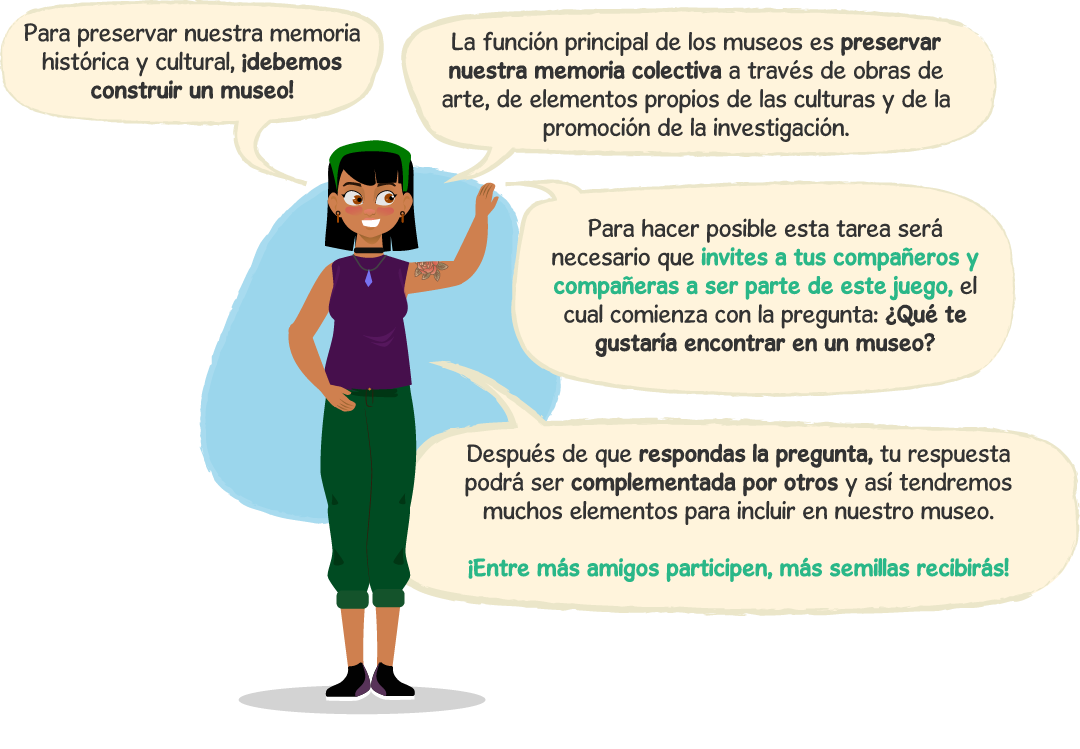 Para preservar nuestra memoria
histórica y cultural, ¡debemos
construir un museo!
La función principal de los museos es preservar
nuestra memoria colectiva a través de obras de
arte, de elementos propios de las culturas y de la
promoción de la investigación.
Para hacer posible esta tarea será
necesario que invites a tus compañeros y
compañeras a ser parte de este juego, el
cual comienza con la pregunta: ¿Qué te
gustaría encontrar en un museo?
Después de que respondas la pregunta, tu respuesta
podrá ser complementada por otros y así tendremos
muchos elementos para incluir en nuestro museo.
¡Entre más amigos participen, más semillas recibirás!